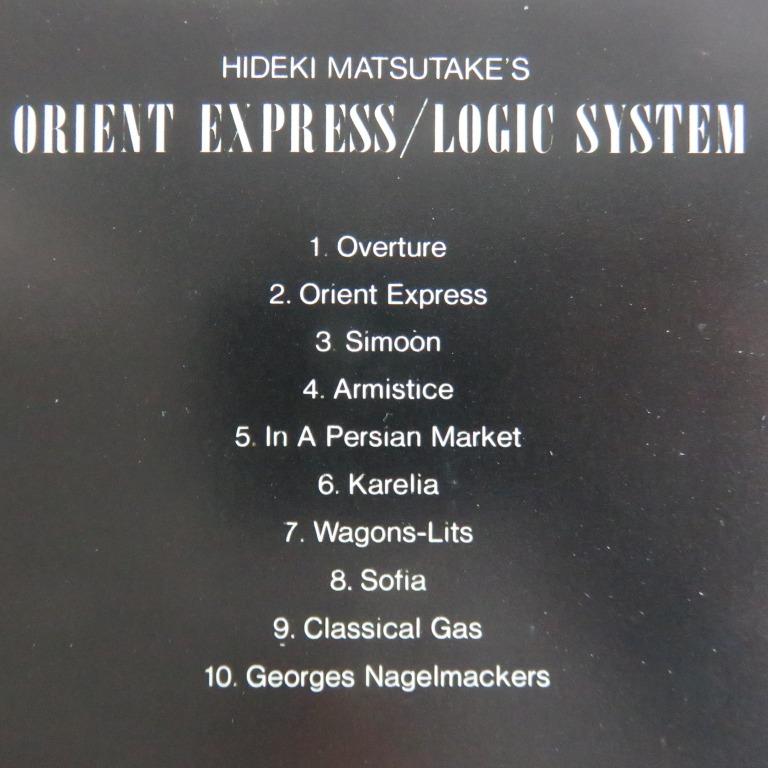 HIDEKI MATSUTAKE'S
ORIENT EXPRESS/LOGIC SYSTEM
1. Overture
2. Orient Express
3. Simoon
4. Armistice
5. In A Persian Market
6. Karelia
7. Wagons-Lits
8. Sofia
9. Classical Gas
10. Georges Nagelmackers